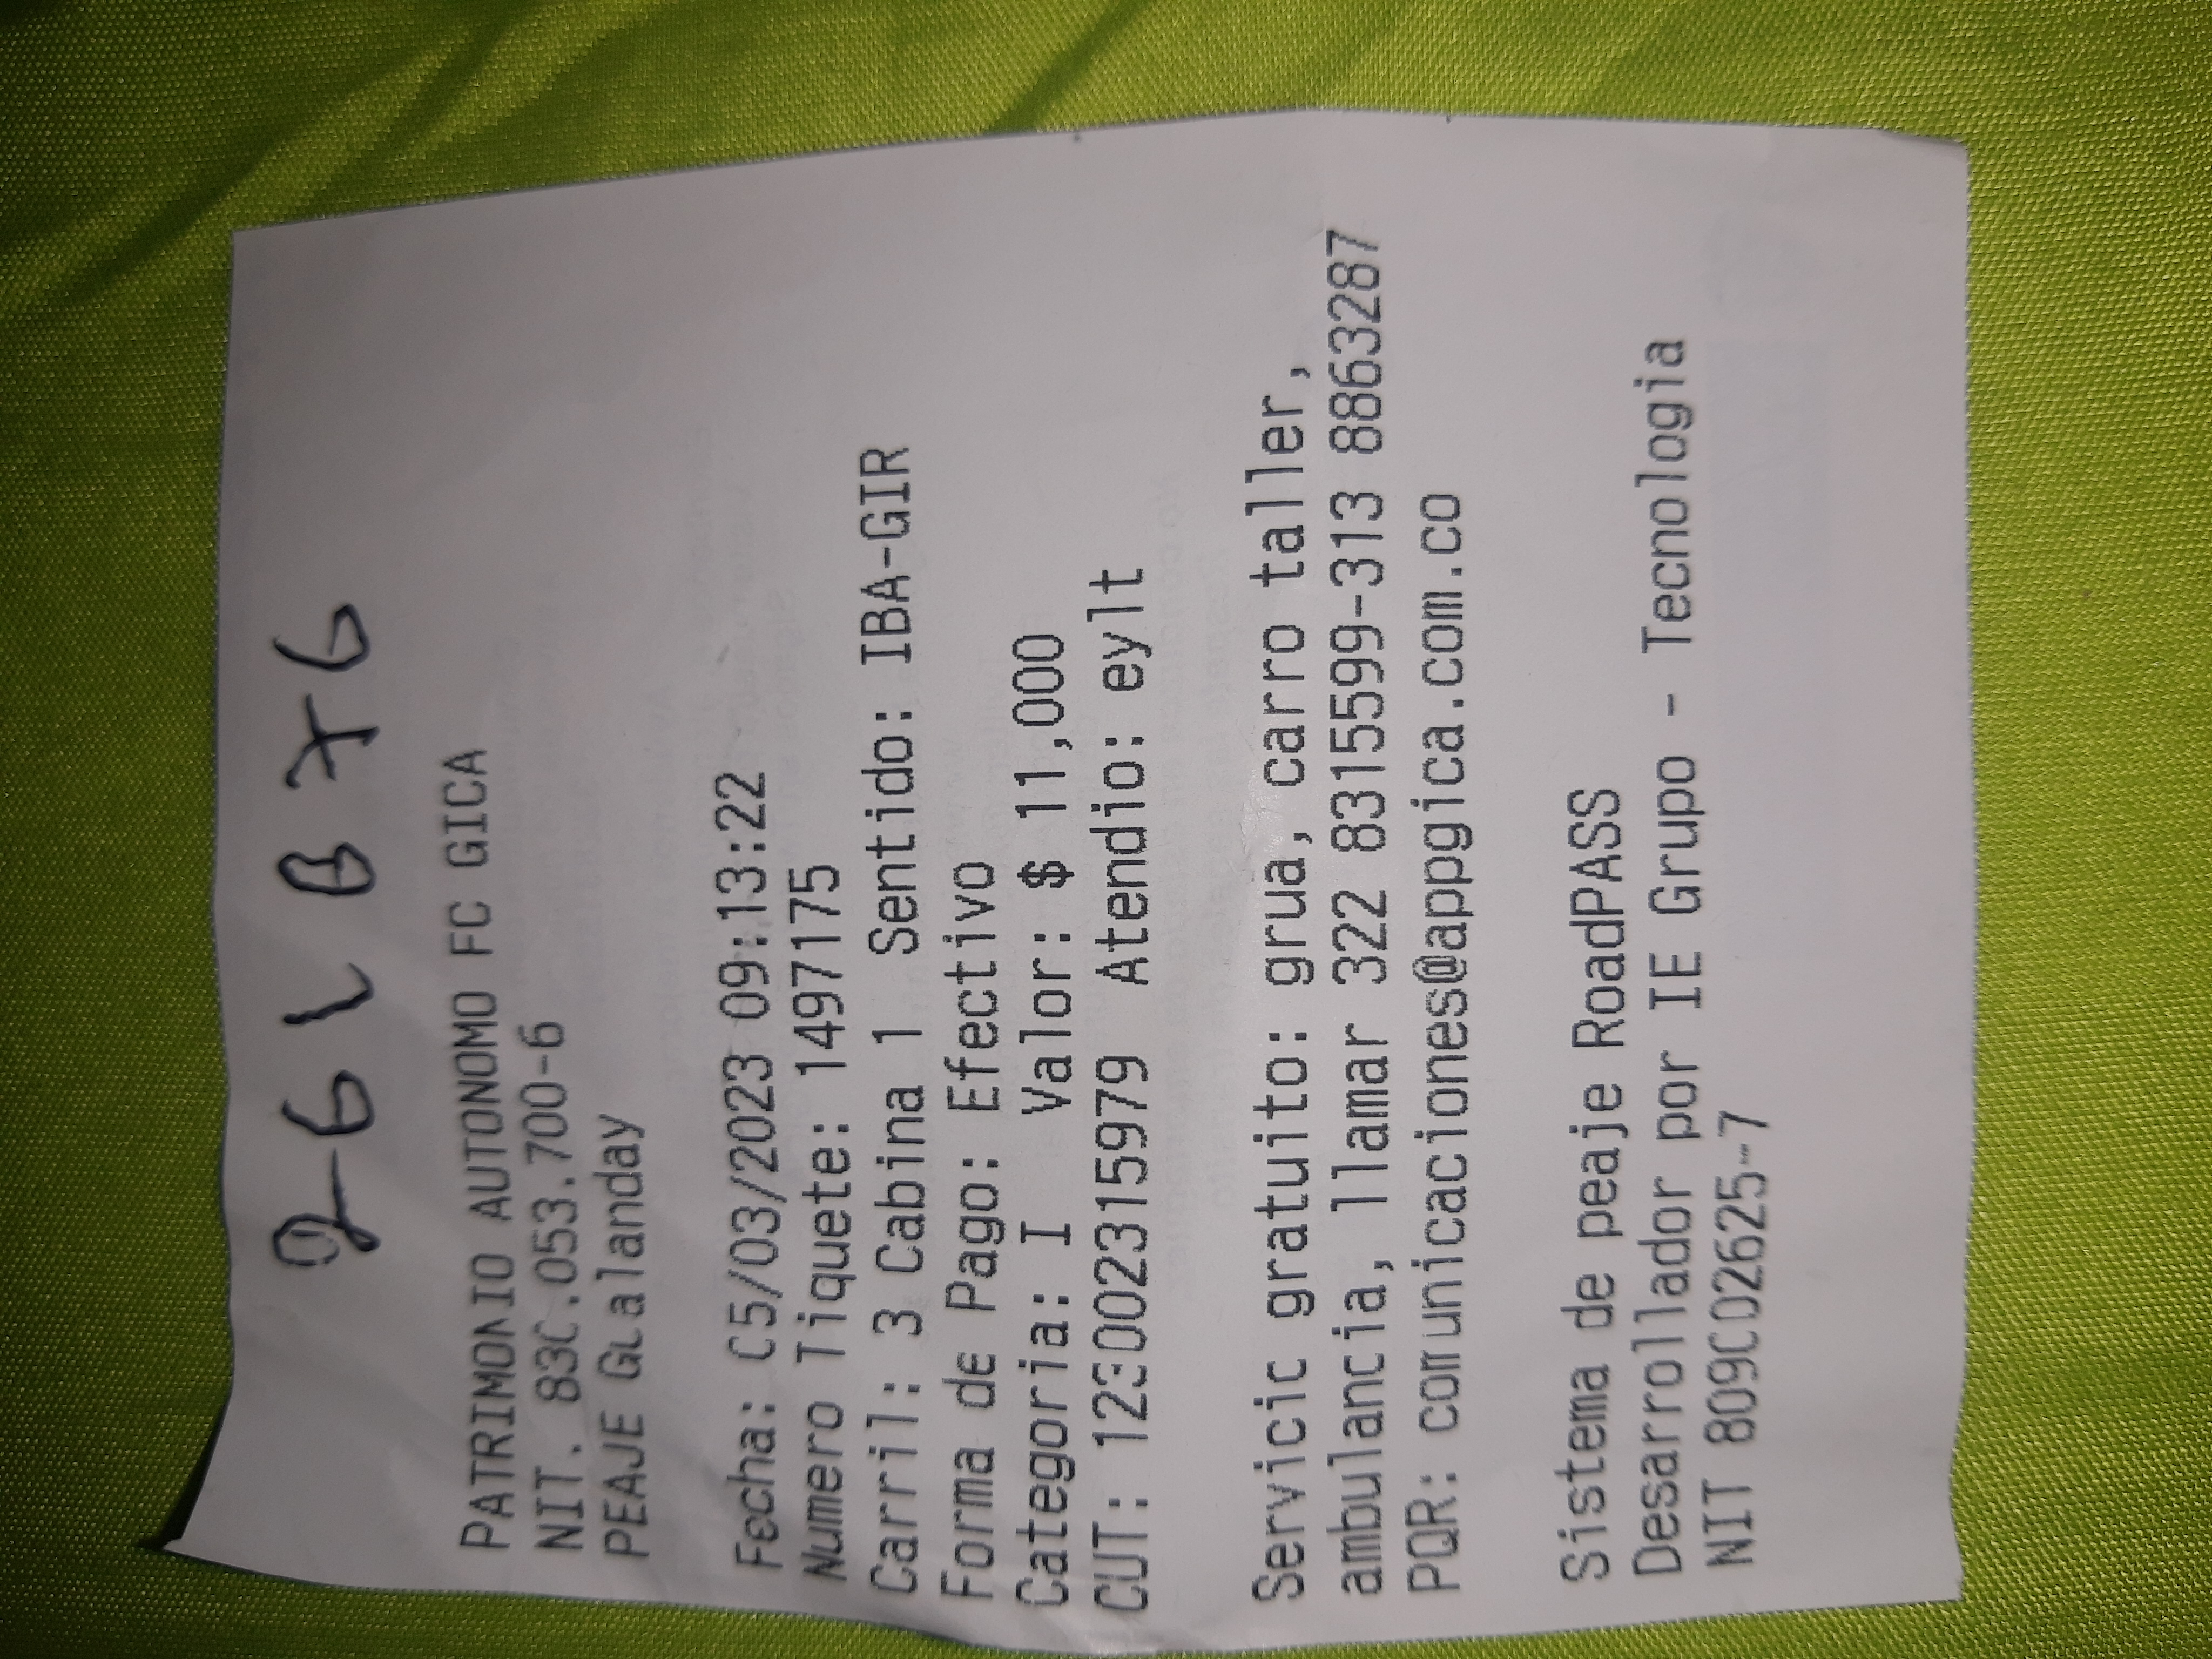 PATRIMONIO AUTONOMO FC GICA
NIT. 830.053.700-6
PEAJE Gualanday
Fecha: 05/03/2023 09:13:22
Numero Tiquete: 1497175
Carril: 3 Cabina 1 Sentido: IBA-GIR
Forma de Pago: Efectivo
Categoria: I Valor: $ 11,000
CUT: Atendio: eylt
Servicio gratuito: grua, carro taller,
ambulancia, llamar 322 8315599-313 8863287
PQR: comunicaciones@appgica.com.co
Sistema de peaje RoadPASS
Desarrollador por IE Grupo - Tecnologia
NIT 809002625-7